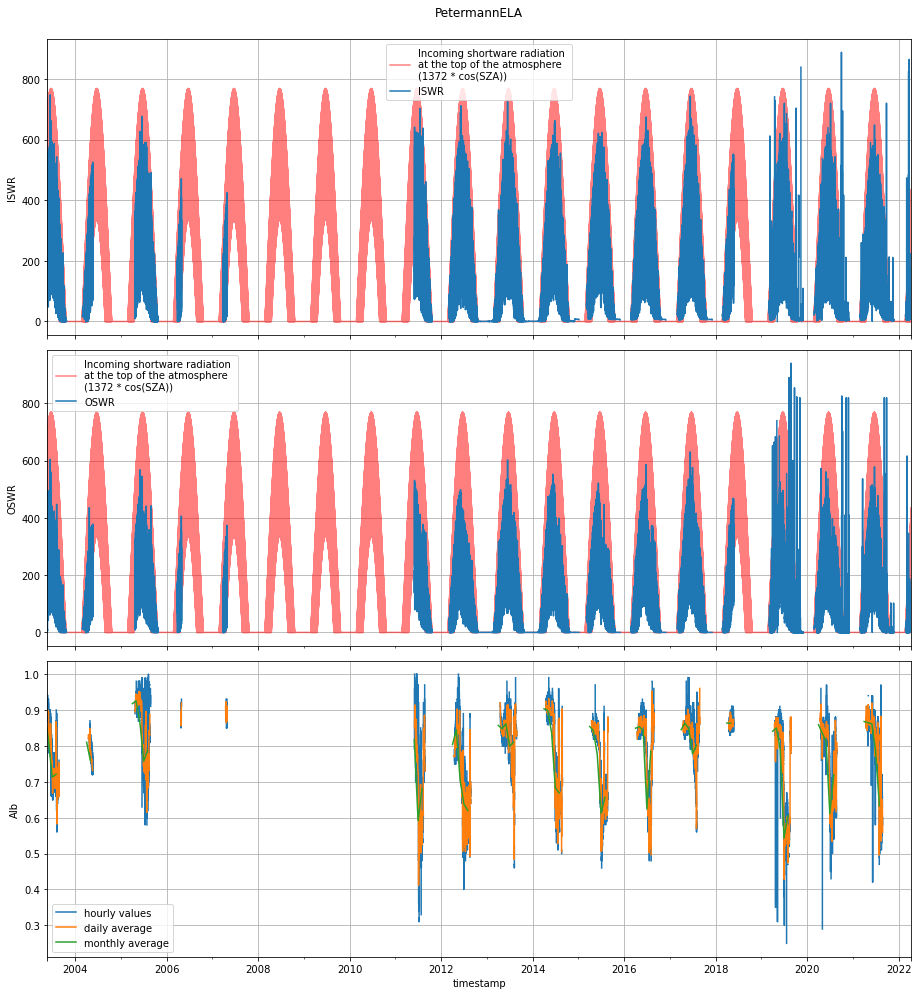 PetermannELA
Incoming shortware radiation
at the top of the atmosphere
(1372 * cos(SZA))
ISWR
800
600
400
200
0
ISWR
Incoming shortware radiation
at the top of the atmosphere
(1372 * cos(SZA))
OSWR
800
600
400
200
0
OSWR
1.0
0.9
0.8
0.7
0.6
0.5
0.4
0.3
Alb
hourly values
daily average
monthly average
2004 2006 2008 2010 2012 2014 2016 2018 2020 2022
timestamp